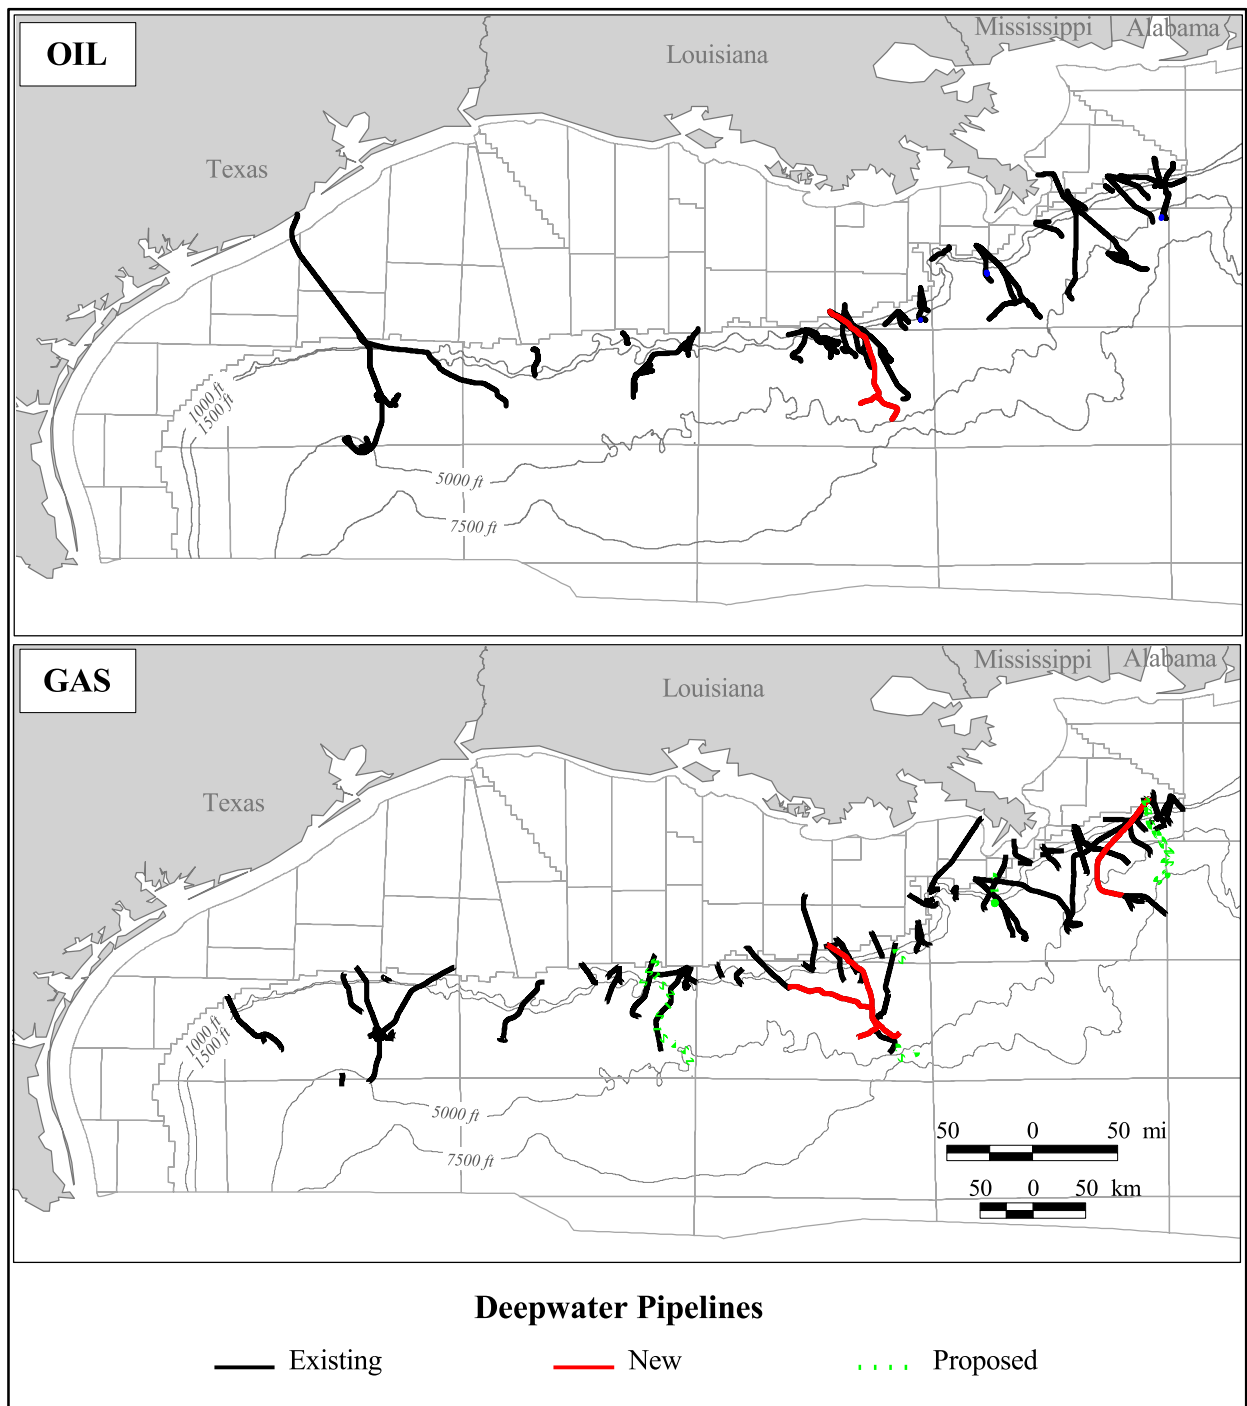 OIL
Mississippi
Alabama
Louisiana
Texas
1000 ft
1500 ft
5000 ft
7500 ft
GAS
Mississippi
Alabama
Louisiana
Texas
1000 ft
1500 ft
5000 ft
7500 ft
50 0 50 mi
50 0 50 km
Deepwater Pipelines
Existing
New
Proposed